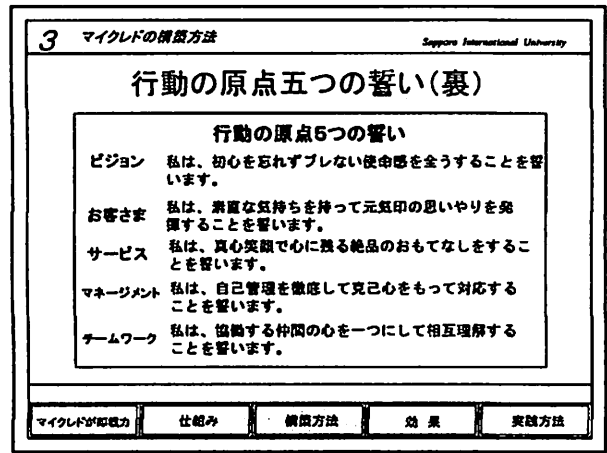 3 マイクレドの構築方法
Sapporo International University
行動の原点五つの誓い(裏)
行動の原点5つの誓い
ビジョン 私は、初心を忘れずブレない使命感を全うすることを誓
います。
お客さま 私は、素直な気持ちを持って元気印の思いやりを発
揮することを誓います。
サービス 私は、真心笑顔で心に残る絶品のおもてなしをするこ
とを誓います。
マネージメント 私は、自己管理を徹底して克己心をもって対応する
ことを誓います。
チームワーク 私は、協働する仲間の心を一つにして相互理解する
ことを誓います。
マイクレドが即戦力 仕組み 構築方法 効 果 実践方法